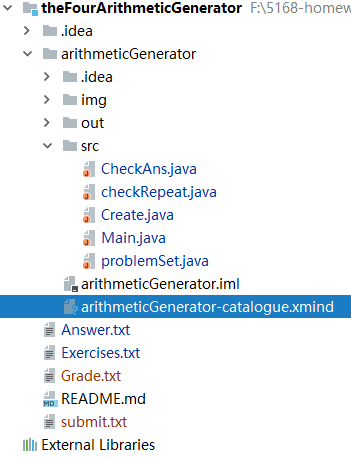 theFourArithmeticGenerator F:\5168-homew
.idea
arithmeticGenerator
.idea
img
out
src
CheckAns.java
checkRepeat.java
Create.java
Main.java
problemSet.java
arithmeticGenerator.iml
arithmeticGenerator-catalogue.xmind
Answer.txt
Exercises.txt
Grade.txt
MD README.md
submit.txt
External Libraries